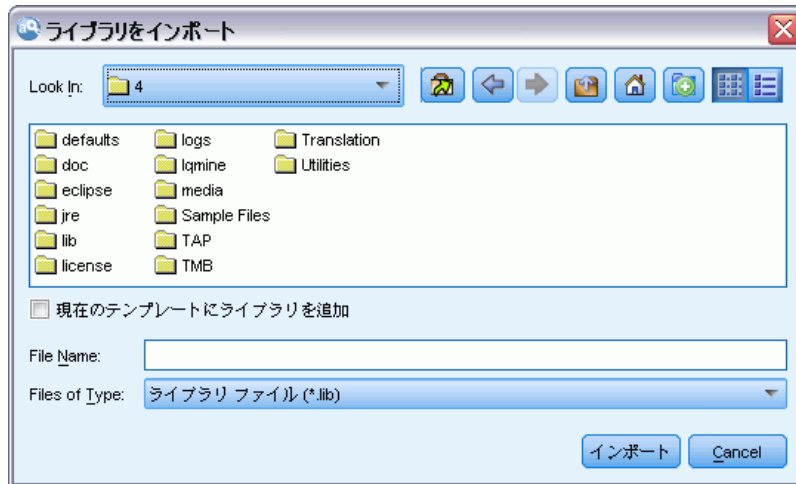 ライブラリをインポート
Look In: 4
defaults logs Translation
doc lqmine Utilities
eclipse media
jre Sample Files
lib TAP
license TMB
現在のテンプレートにライブラリを追加
File Name:
Files of Type: ライブラリ ファイル (*.lib)
インポート Cancel